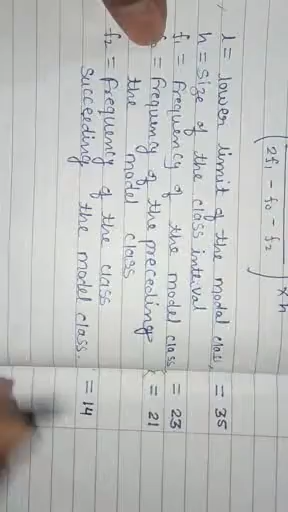 2f₁ - f₀ - f₂ ) × h
l = lower limit of the modal class, = 35
h = Size of the class interval
f₁ = Frequency of the model class = 23
= Frequency of the preceding = 21
the model class
f₂ = Frequency of the class
Succeeding the model class. = 14